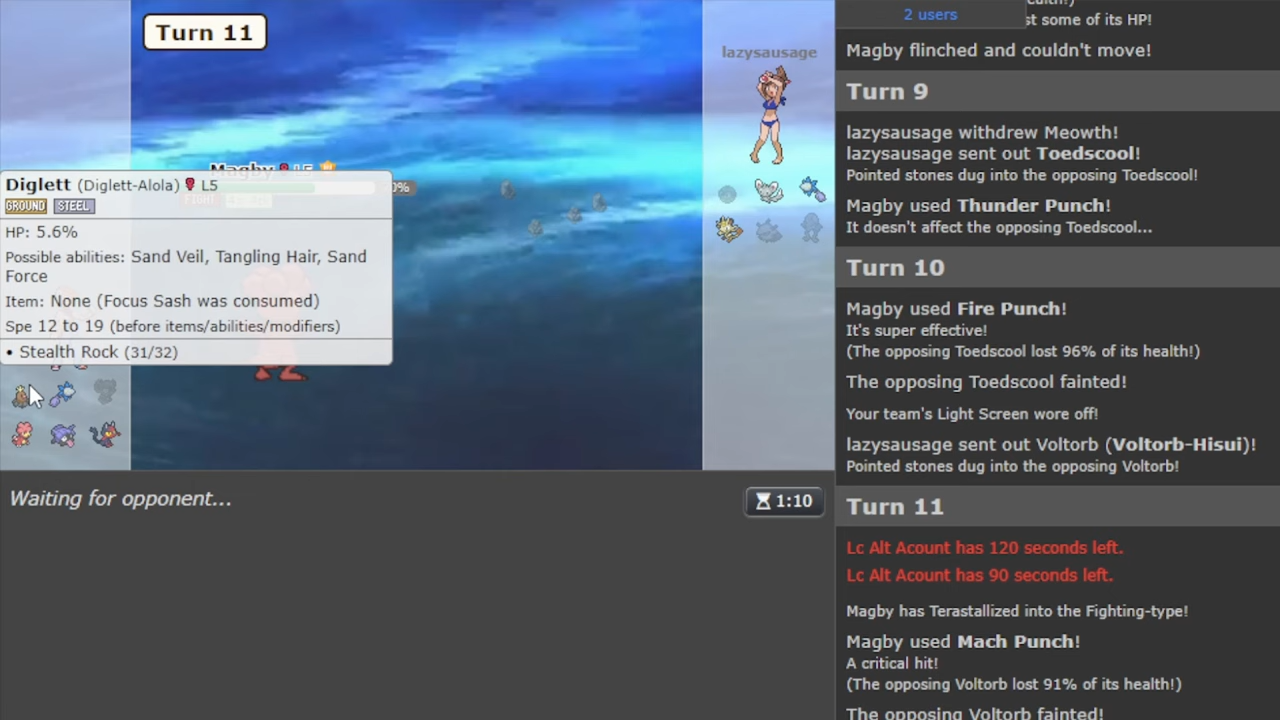 Turn 11
lazysausage
Magby L5
0%
Diglett (Diglett-Alola) L5
GROUND STEEL
HP: 5.6%
Possible abilities: Sand Veil, Tangling Hair, Sand
Force
Item: None (Focus Sash was consumed)
Spe 12 to 19 (before items/abilities/modifiers)
• Stealth Rock (31/32)
Waiting for opponent...
1:10
2 users
st some of its HP!
Magby flinched and couldn't move!
Turn 9
lazysausage withdrew Meowth!
lazysausage sent out Toedscool!
Pointed stones dug into the opposing Toedscool!
Magby used Thunder Punch!
It doesn't affect the opposing Toedscool...
Turn 10
Magby used Fire Punch!
It's super effective!
(The opposing Toedscool lost 96% of its health!)
The opposing Toedscool fainted!
Your team's Light Screen wore off!
lazysausage sent out Voltorb (Voltorb-Hisui)!
Pointed stones dug into the opposing Voltorb!
Turn 11
Lc Alt Acount has 120 seconds left.
Lc Alt Acount has 90 seconds left.
Magby has Terastallized into the Fighting-type!
Magby used Mach Punch!
A critical hit!
(The opposing Voltorb lost 91% of its health!)
The opposing Voltorb fainted!